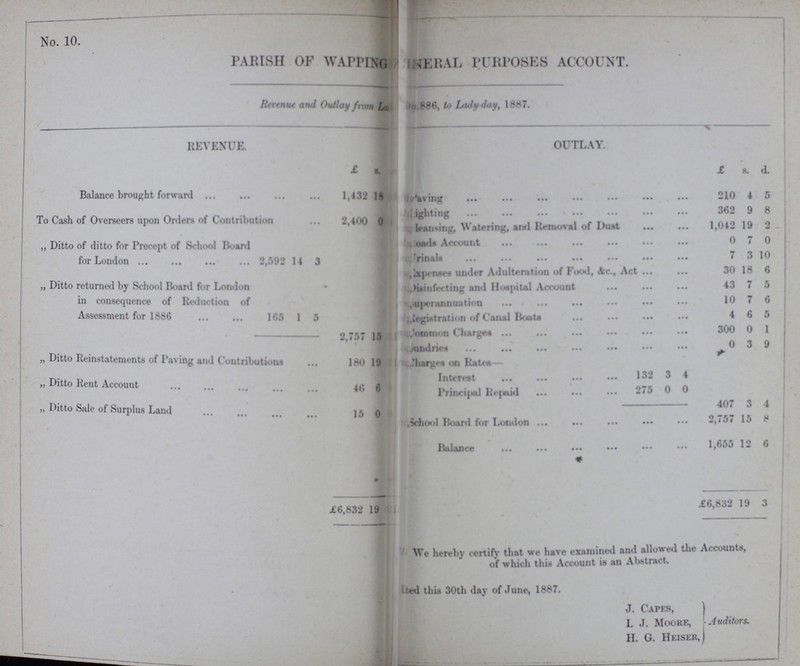 No. 10.
PARISH OF WAPPING
ERAL PURPOSES ACCOUNT.
Revenue and Outlay from
886, to Lady-day, 1887.
REVENUE.
£ s.
Balance brought forward ... ... ... ... 1,432 18
To Cash of Overseers upon Orders of Contribution ... 2,400 0
„ Ditto of ditto for Precept of School Board
for London ... ... ... ... 2,592 14 3
„ Ditto returned by School Board for London
in consequence of Reduction of
Assessment for 1886 ... ... 165 1 5
2,757 15
„ Ditto Reinstatements of Paving and Contributions ... 180 19
„ Ditto Rent Account ... ... ... ... ... 46 6
„ Ditto Sale of Surplus Land ... ... ... ... 15 0
£6,832 19
OUTLAY.
£ s. d.
aving ... ... ... ... ... ... ... ... 210 4 5
ighting ... ... ... ... ... ... ... ... 362 9 8
leansing, Watering, and Removal of Dust ... ... 1,042 19 2
oads Account ... ... ... ... ... ... ... 0 7 0
rinals ... ... ... ... ... ... ... ... 7 3 10
xpenses under Adulteration of Food, &c., Act ... ... 30 18 6
isinfecting and Hospital Account ... ... ... ... 43 7 5
uperannuation ... ... ... ... ... ... ... 10 7 6
egistration of Canal Boats ... ... ... ... ... 4 6 5
ommon Charges ... ... ... ... ... ... ... 300 0 1
undries ... ... ... ... ... ... ... ... 0 3 9
harges on Rates—
Interest ... ... ... ... ... 132 3 4
Principal Repaid ... ... ... 275 0 0
407 3 4
School Board for London ... ... ... ... ... 2,757 15 8
Balance ... ... ... ... ... ... 1,655 12 6
£6,832 19 3
We hereby certify that we have examined and allowed the Accounts,
of which this Account is an Abstract.
ted this 30th day of June, 1887.
J. CAPES,
I. J. MOORE,
H. G. HEISER,
Auditors.